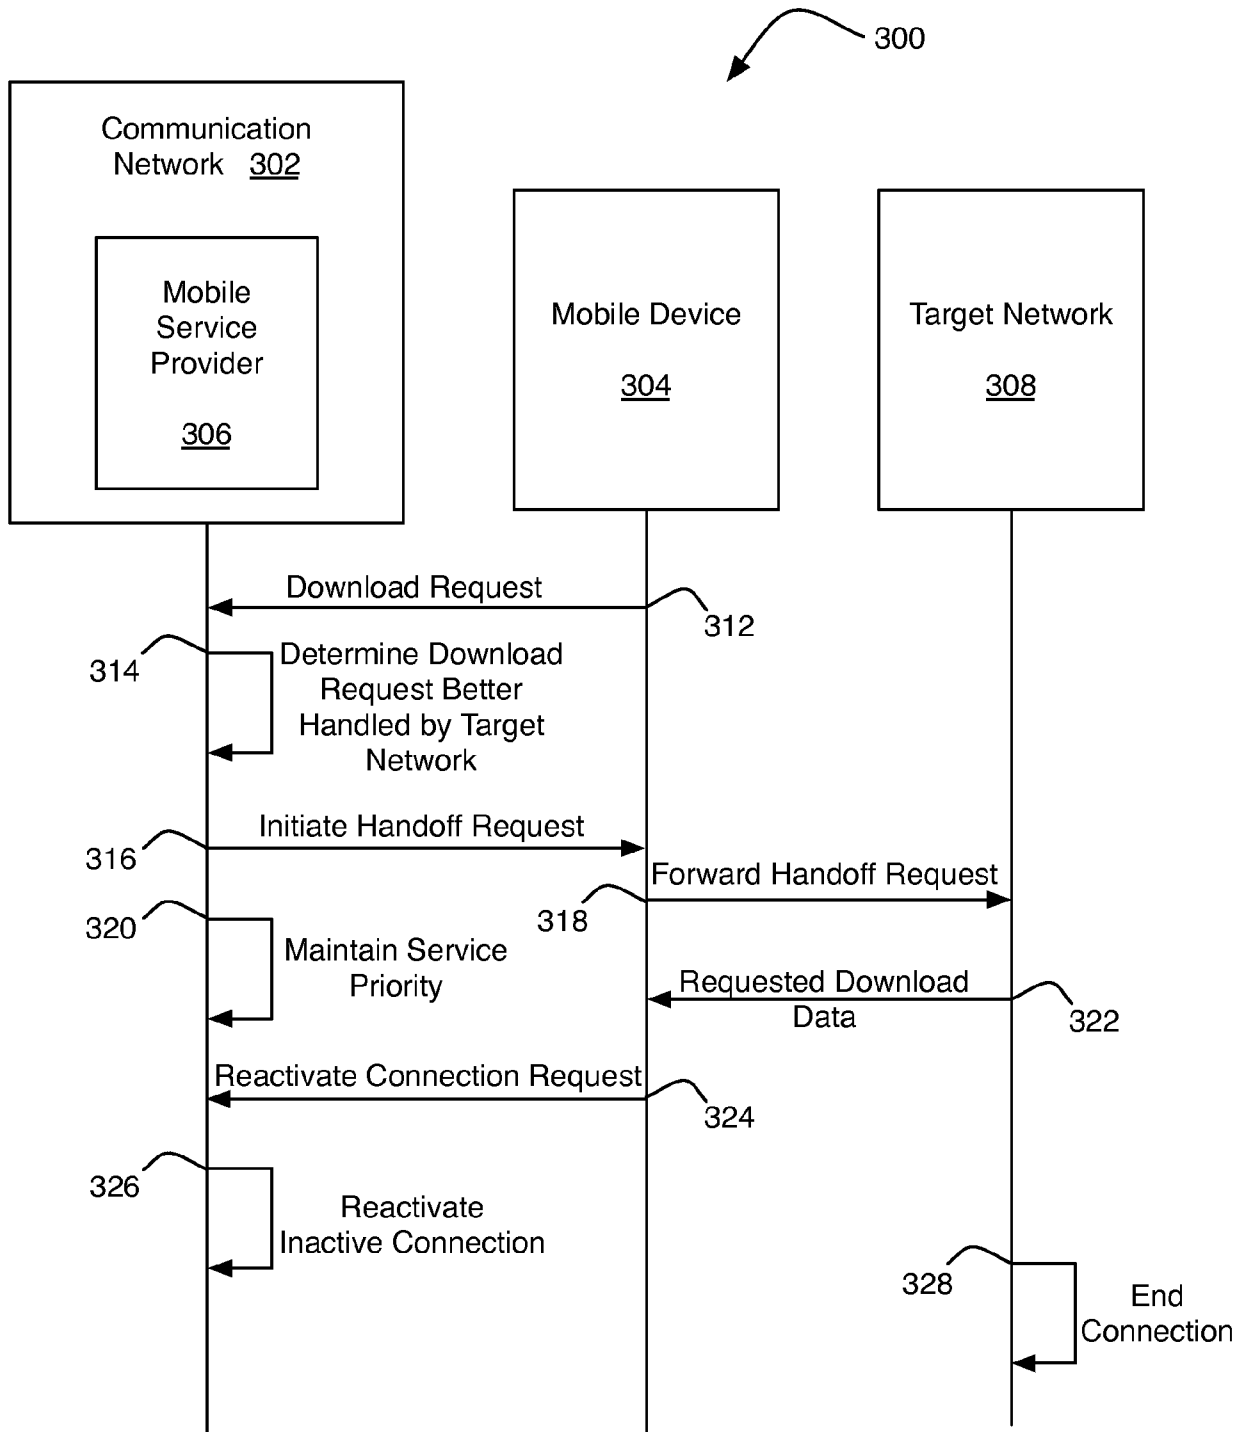 300
Communication
Network 302
Mobile
Service
Provider
306
Mobile Device
304
Target Network
308
Download Request
312
314
Determine Download
Request Better
Handled by Target
Network
Initiate Handoff Request
316
Forward Handoff Request
318
320
Maintain Service
Priority
Requested Download
Data
322
Reactivate Connection Request
324
326
Reactivate
Inactive Connection
328
End
Connection